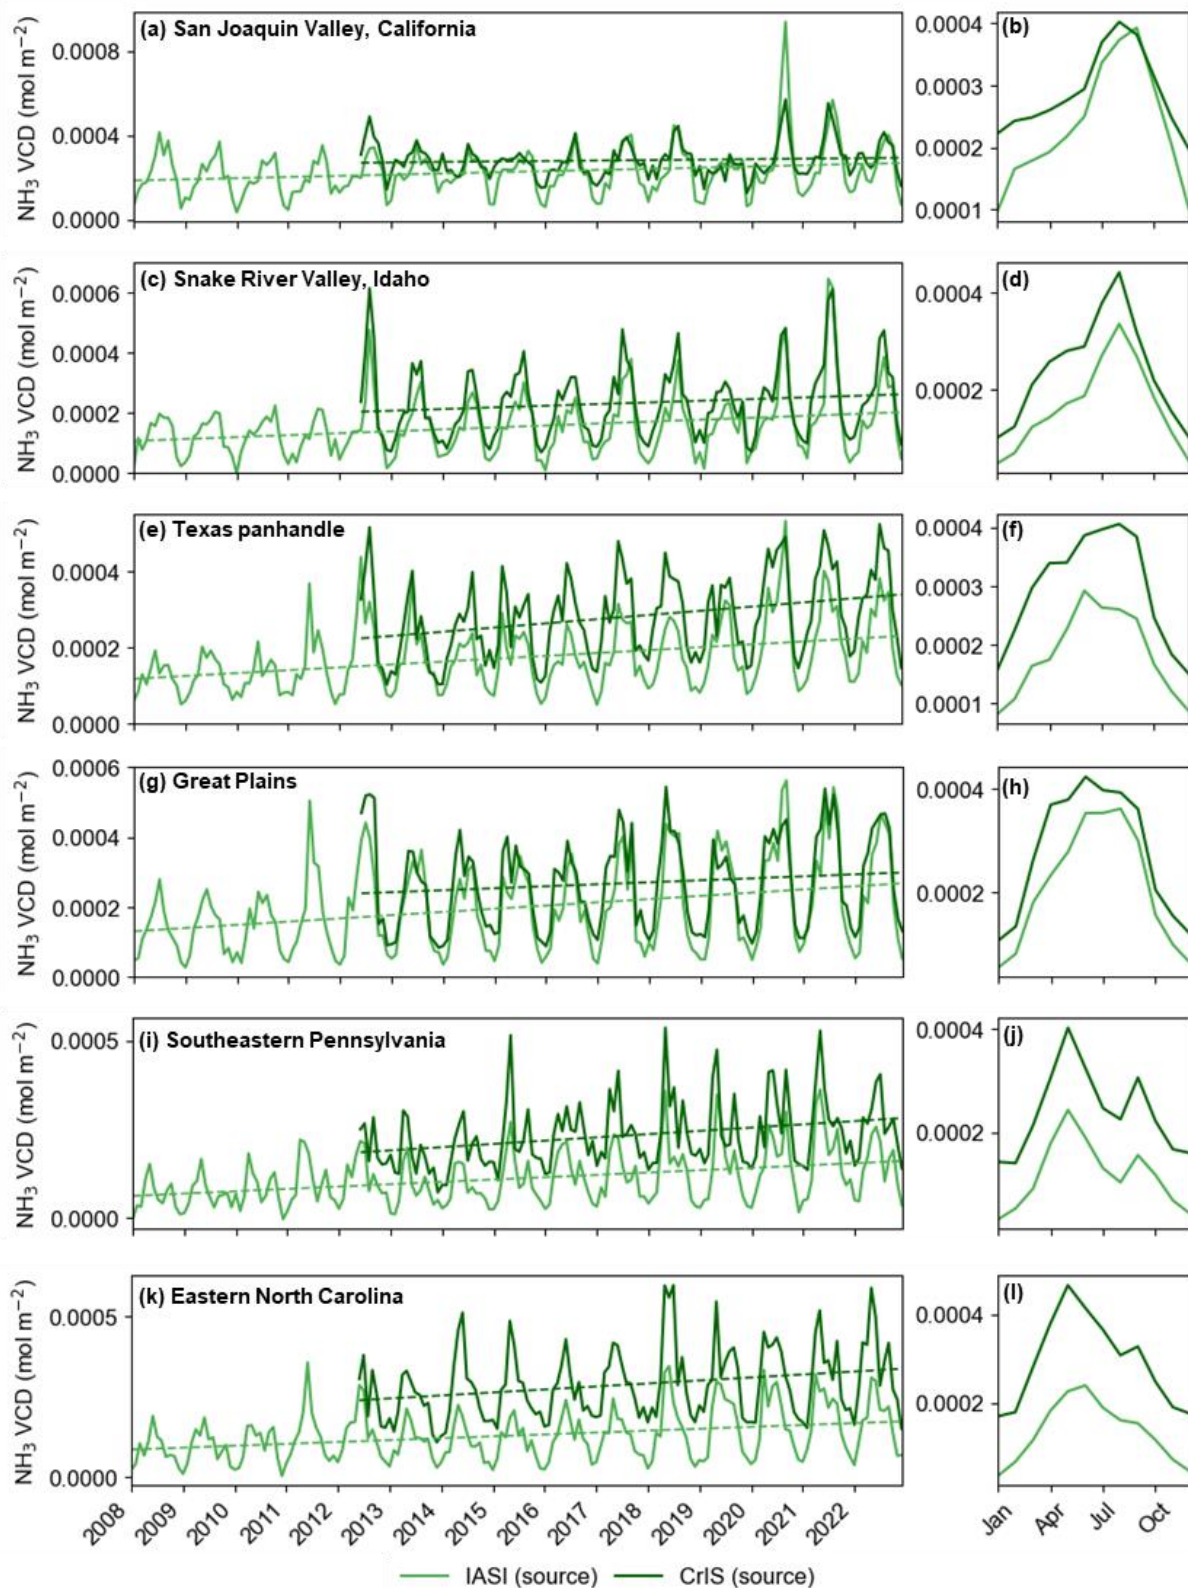 (a) San Joaquin Valley, California
NH₃ VCD (mol m⁻²)
0.0008
0.0004
0.0000
(b)
0.0004
0.0003
0.0002
0.0001
(c) Snake River Valley, Idaho
NH₃ VCD (mol m⁻²)
0.0006
0.0004
0.0002
0.0000
(d)
0.0004
0.0002
(e) Texas panhandle
NH₃ VCD (mol m⁻²)
0.0004
0.0002
0.0000
(f)
0.0004
0.0003
0.0002
0.0001
(g) Great Plains
NH₃ VCD (mol m⁻²)
0.0006
0.0004
0.0002
0.0000
(h)
0.0004
0.0002
(i) Southeastern Pennsylvania
NH₃ VCD (mol m⁻²)
0.0005
0.0000
(j)
0.0004
0.0002
(k) Eastern North Carolina
NH₃ VCD (mol m⁻²)
0.0005
0.0000
(l)
0.0004
0.0002
2008 2009 2010 2011 2012 2013 2014 2015 2016 2017 2018 2019 2020 2021 2022
Jan Apr Jul Oct
IASI (source) CrIS (source)